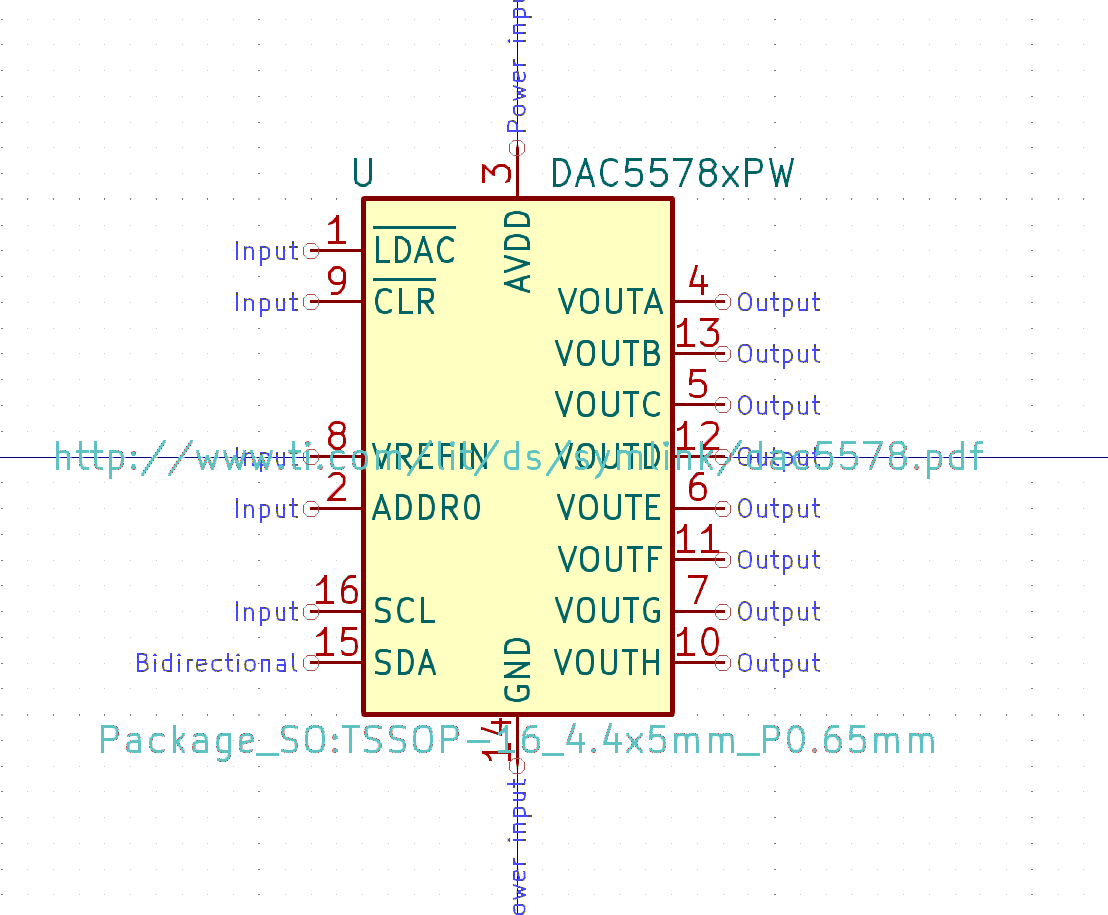 Power inpu
U
3
DAC5578xPW
Input 1 LDAC
AVDD
Input 9 CLR
VOUTA 4 Output
VOUTB 13 Output
VOUTC 5 Output
Input 8 VREFIN
VOUTD 12 Output
http://www.ti.com/lit/ds/symlink/dac5578.pdf
Input 2 ADDR0
VOUTE 6 Output
VOUTF 11 Output
Input 16 SCL
VOUTG 7 Output
Bidirectional 15 SDA
GND
VOUTH 10 Output
14
Package_SO:TSSOP-16_4.4x5mm_P0.65mm
ower input